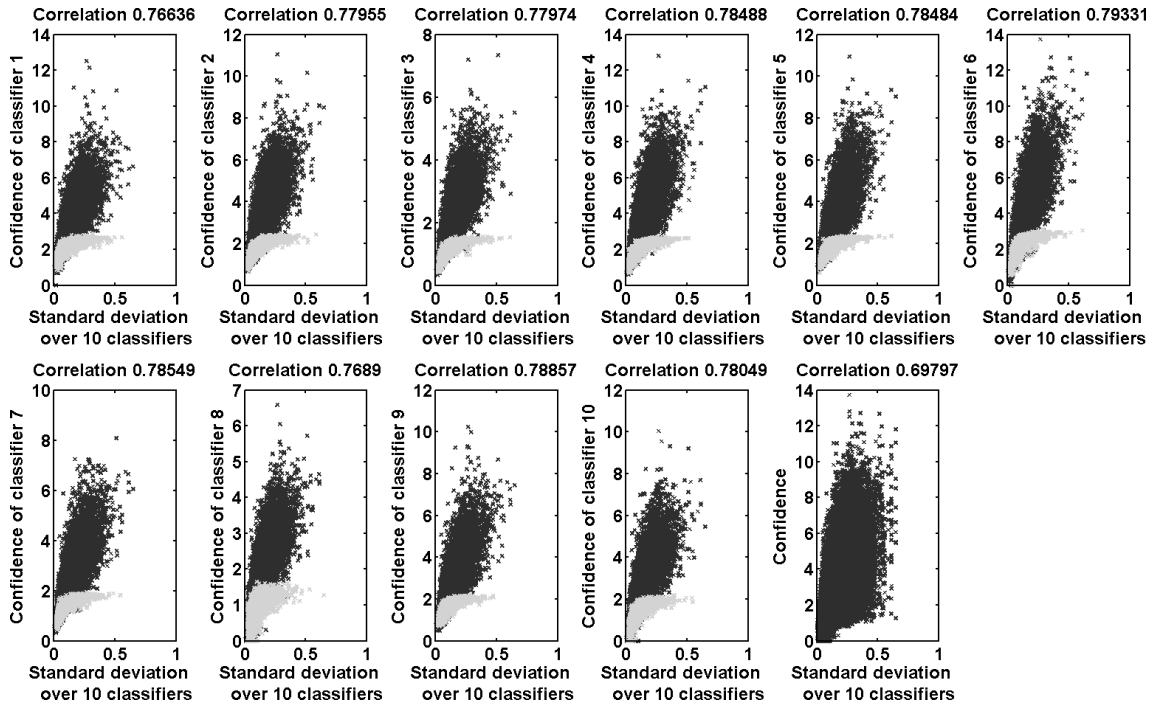 Correlation 0.76636
14
12
10
8
6
4
2
0
0
0.5
1
Confidence of classifier 1
Standard deviation
over 10 classifiers
Correlation 0.77955
12
10
8
6
4
2
0
0
0.5
1
Confidence of classifier 2
Standard deviation
over 10 classifiers
Correlation 0.77974
8
6
4
2
0
0
0.5
1
Confidence of classifier 3
Standard deviation
over 10 classifiers
Correlation 0.78488
14
12
10
8
6
4
2
0
0
0.5
1
Confidence of classifier 4
Standard deviation
over 10 classifiers
Correlation 0.78484
12
10
8
6
4
2
0
0
0.5
1
Confidence of classifier 5
Standard deviation
over 10 classifiers
Correlation 0.79331
14
12
10
8
6
4
2
0
0
0.5
1
Confidence of classifier 6
Standard deviation
over 10 classifiers
Correlation 0.78549
10
8
6
4
2
0
0
0.5
1
Confidence of classifier 7
Standard deviation
over 10 classifiers
Correlation 0.7689
7
6
5
4
3
2
1
0
0
0.5
1
Confidence of classifier 8
Standard deviation
over 10 classifiers
Correlation 0.78857
12
10
8
6
4
2
0
0
0.5
1
Confidence of classifier 9
Standard deviation
over 10 classifiers
Correlation 0.78049
12
10
8
6
4
2
0
0
0.5
1
Confidence of classifier 10
Standard deviation
over 10 classifiers
Correlation 0.69797
14
12
10
8
6
4
2
0
0
0.5
1
Confidence
Standard deviation
over 10 classifiers